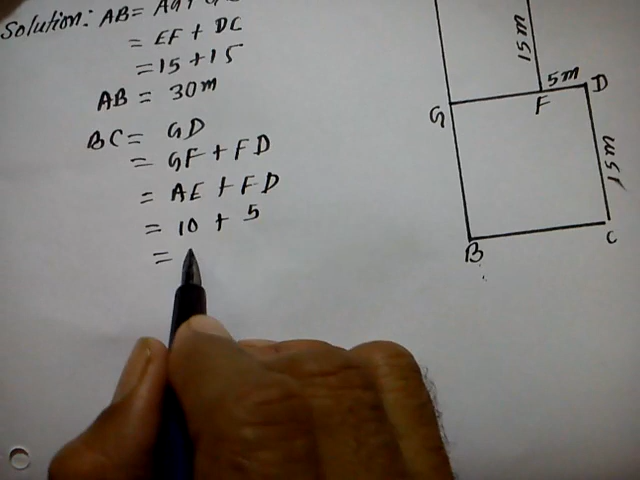 Solution: AB = AG +
= EF + DC
= 15 + 15
AB = 30m
BC = GD
= GF + FD
= AE + FD
= 10 + 5
=
15m
5m
D
F
G
15m
B
C